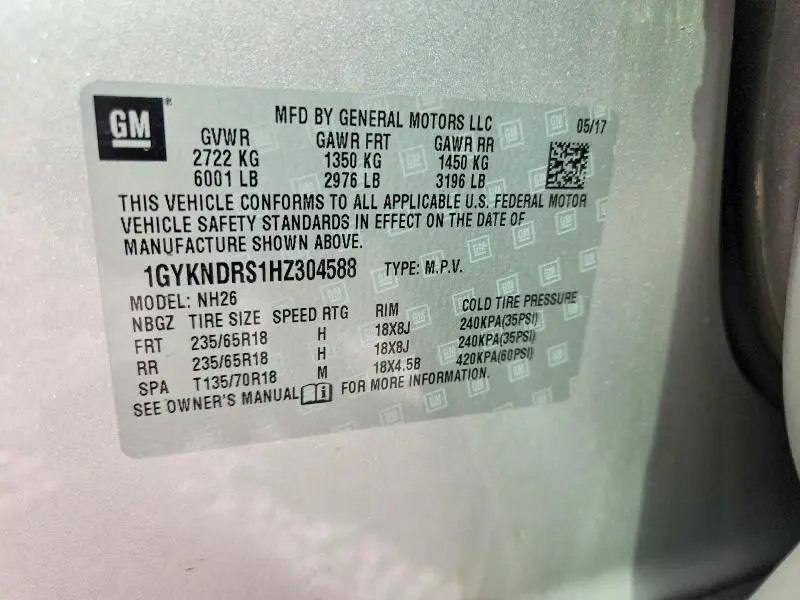 GM
MFD BY GENERAL MOTORS LLC 05/17
GVWR GAWR FRT GAWR RR
2722 KG 1350 KG 1450 KG
6001 LB 2976 LB 3196 LB
THIS VEHICLE CONFORMS TO ALL APPLICABLE U.S. FEDERAL MOTOR
VEHICLE SAFETY STANDARDS IN EFFECT ON THE DATE OF
MANUFACTURE SHOWN ABOVE.
1GYKNDRS1HZ304588 TYPE: M.P.V.
MODEL: NH26
NBGZ TIRE SIZE SPEED RTG RIM COLD TIRE PRESSURE
FRT 235/65R18 H 18X8J 240KPA(35PSI)
RR 235/65R18 H 18X8J 240KPA(35PSI)
SPA T135/70R18 M 18X4.5B 420KPA(60PSI)
SEE OWNER'S MANUAL i FOR MORE INFORMATION.